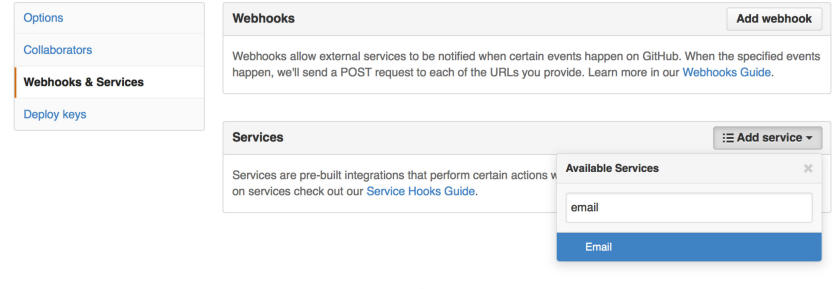 Options
Collaborators
Webhooks & Services
Deploy keys
Webhooks
Add webhook
Webhooks allow external services to be notified when certain events happen on GitHub. When the specified events
happen, we'll send a POST request to each of the URLs you provide. Learn more in our Webhooks Guide.
Services
Add service
Services are pre-built integrations that perform certain actions w
on services check out our Service Hooks Guide.
Available Services
email
Email